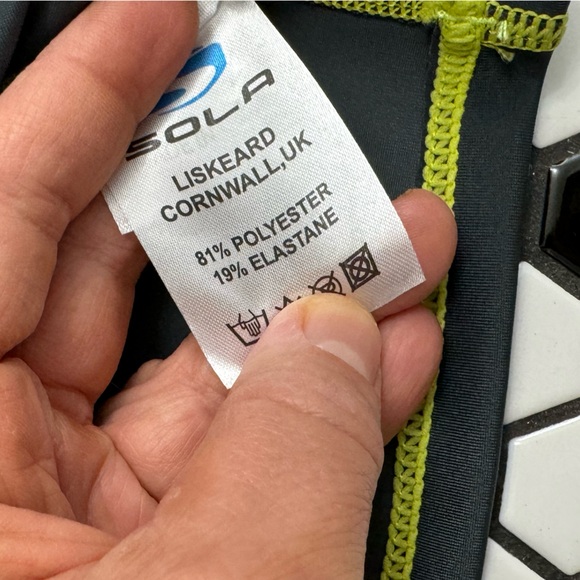 SOLA
LISKEARD
CORNWALL,UK
81% POLYESTER
19% ELASTANE